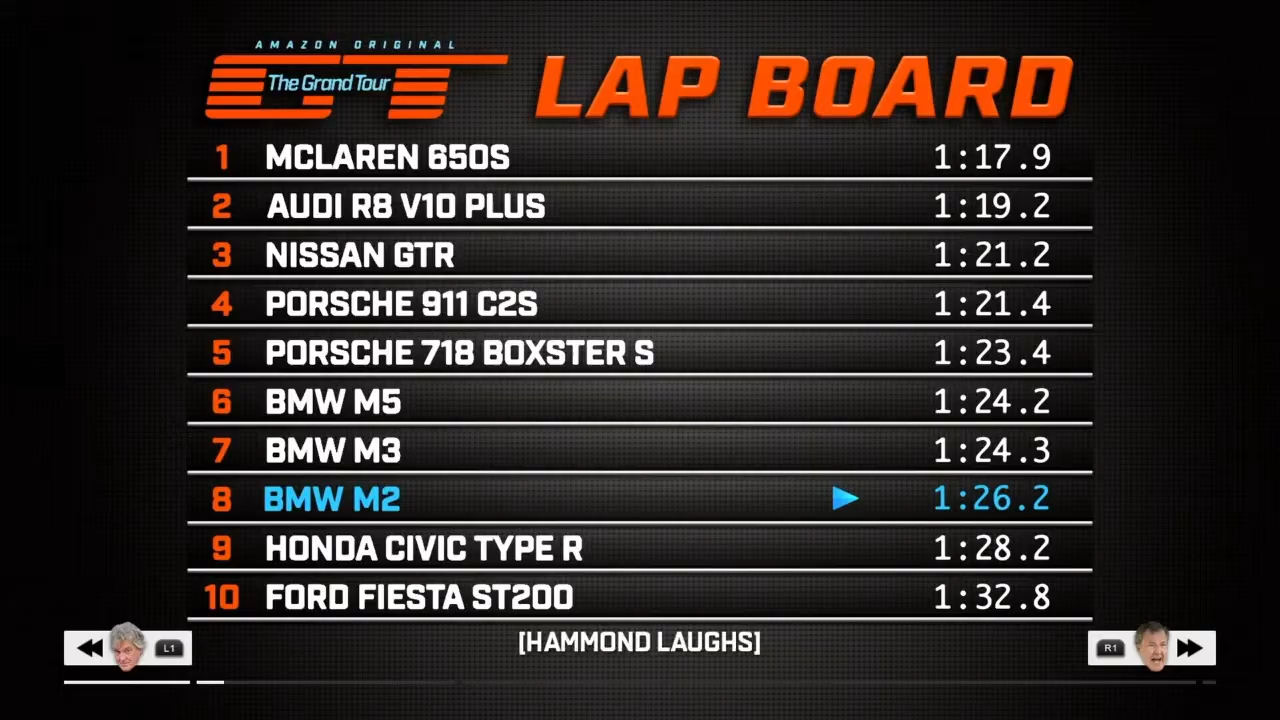 AMAZON ORIGINAL
The Grand Tour
LAP BOARD
1 MCLAREN 650S 1:17.9
2 AUDI R8 V10 PLUS 1:19.2
3 NISSAN GTR 1:21.2
4 PORSCHE 911 C2S 1:21.4
5 PORSCHE 718 BOXSTER S 1:23.4
6 BMW M5 1:24.2
7 BMW M3 1:24.3
8 BMW M2 1:26.2
9 HONDA CIVIC TYPE R 1:28.2
10 FORD FIESTA ST200 1:32.8
[HAMMOND LAUGHS]
L1
R1